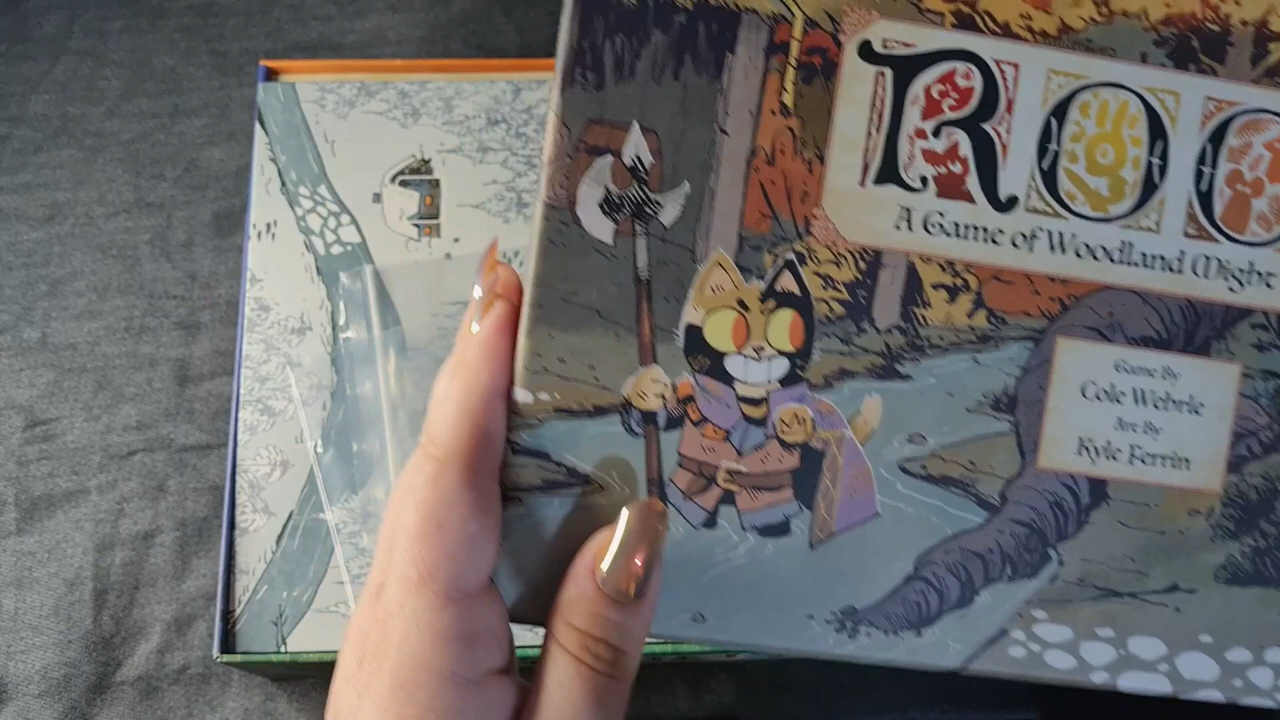 ROO
A Game of Woodland Might
Game By
Cole Wehrle
Art By
Kyle Ferrin